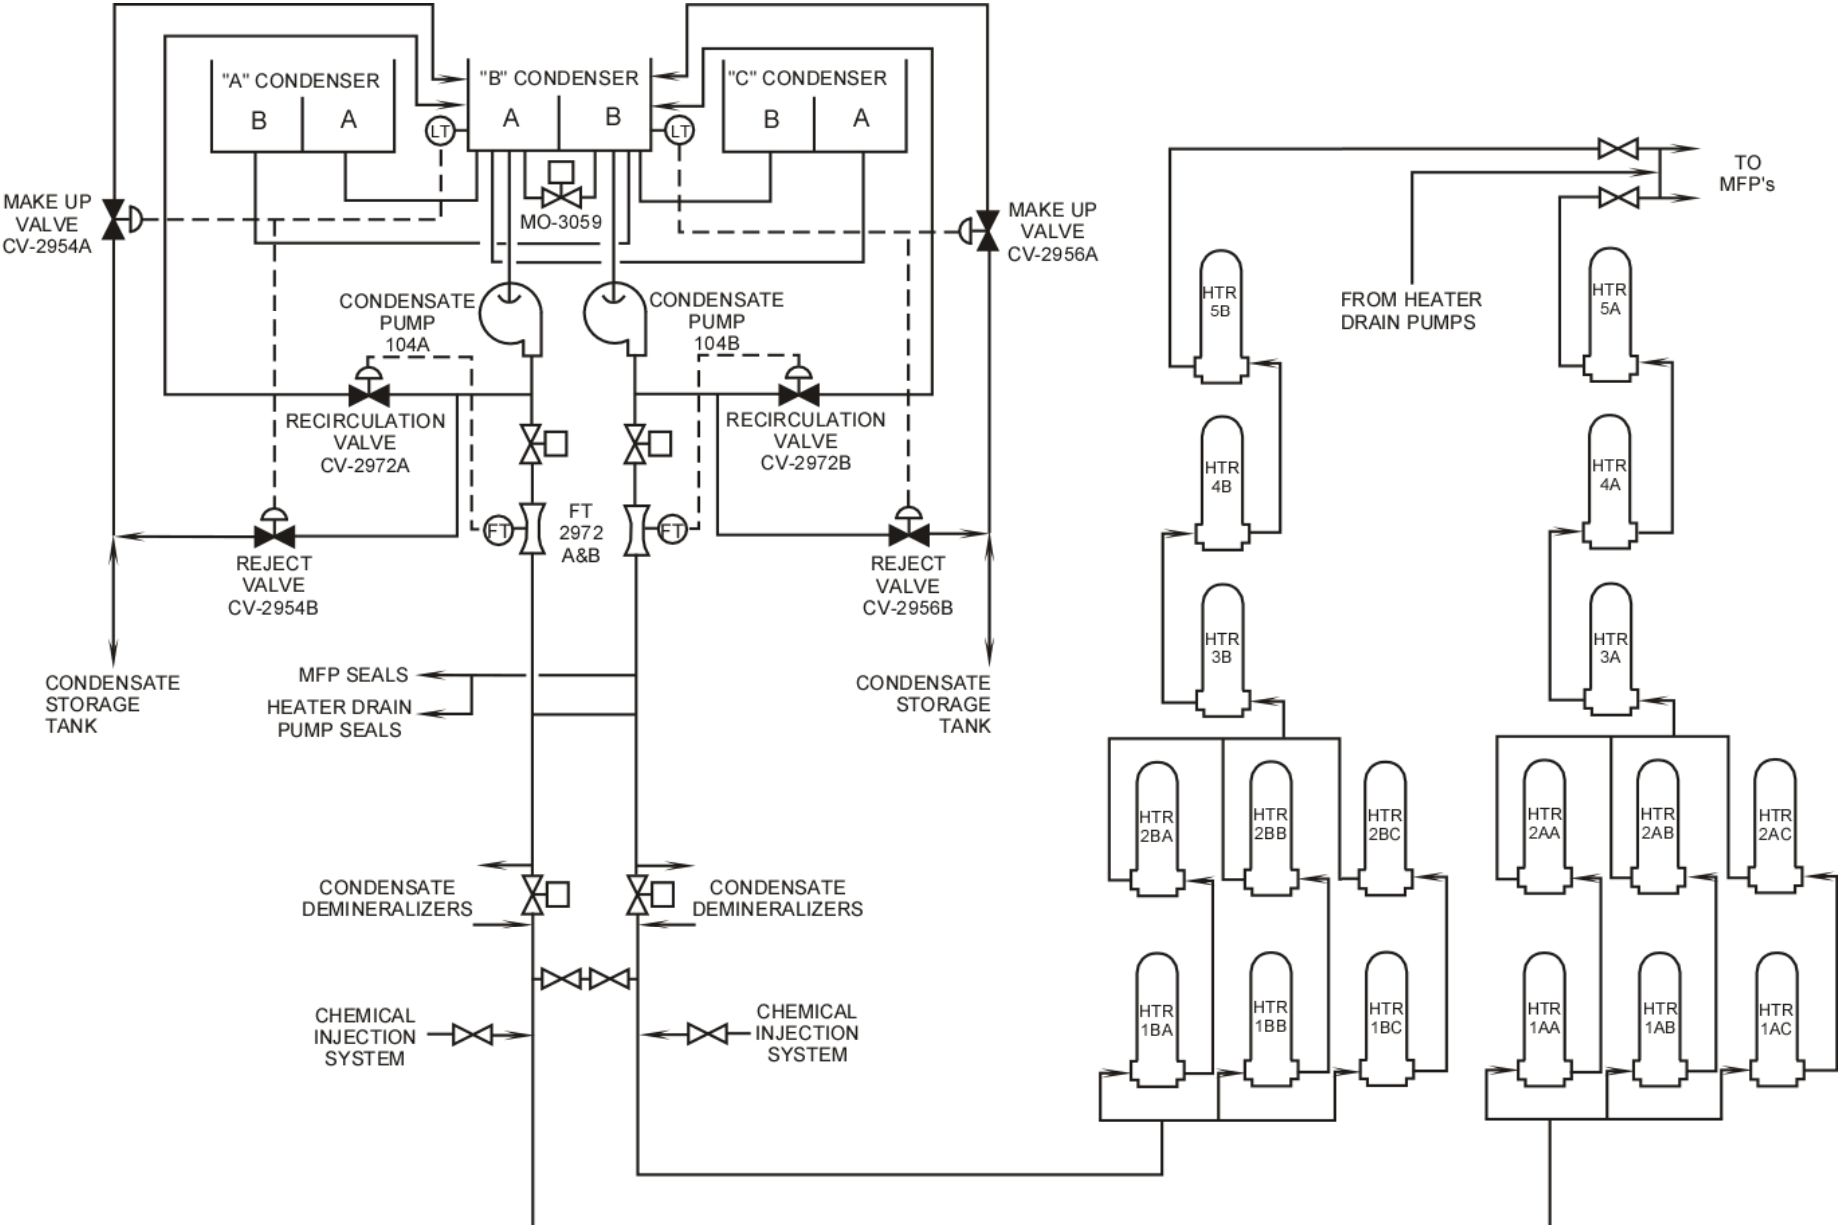 "A" CONDENSER
"B" CONDENSER
"C" CONDENSER
B
A
A
B
B
A
LT
LT
MAKE UP
VALVE
CV-2954A
MO-3059
MAKE UP
VALVE
CV-2956A
CONDENSATE
PUMP
104A
CONDENSATE
PUMP
104B
RECIRCULATION
VALVE
CV-2972A
RECIRCULATION
VALVE
CV-2972B
FT
FT
2972
A&B
FT
REJECT
VALVE
CV-2954B
REJECT
VALVE
CV-2956B
CONDENSATE
STORAGE
TANK
MFP SEALS
HEATER DRAIN
PUMP SEALS
CONDENSATE
STORAGE
TANK
CONDENSATE
DEMINERALIZERS
CONDENSATE
DEMINERALIZERS
CHEMICAL
INJECTION
SYSTEM
CHEMICAL
INJECTION
SYSTEM
TO
MFP's
FROM HEATER
DRAIN PUMPS
HTR
5B
HTR
5A
HTR
4B
HTR
4A
HTR
3B
HTR
3A
HTR
2BA
HTR
2BB
HTR
2BC
HTR
2AA
HTR
2AB
HTR
2AC
HTR
1BA
HTR
1BB
HTR
1BC
HTR
1AA
HTR
1AB
HTR
1AC